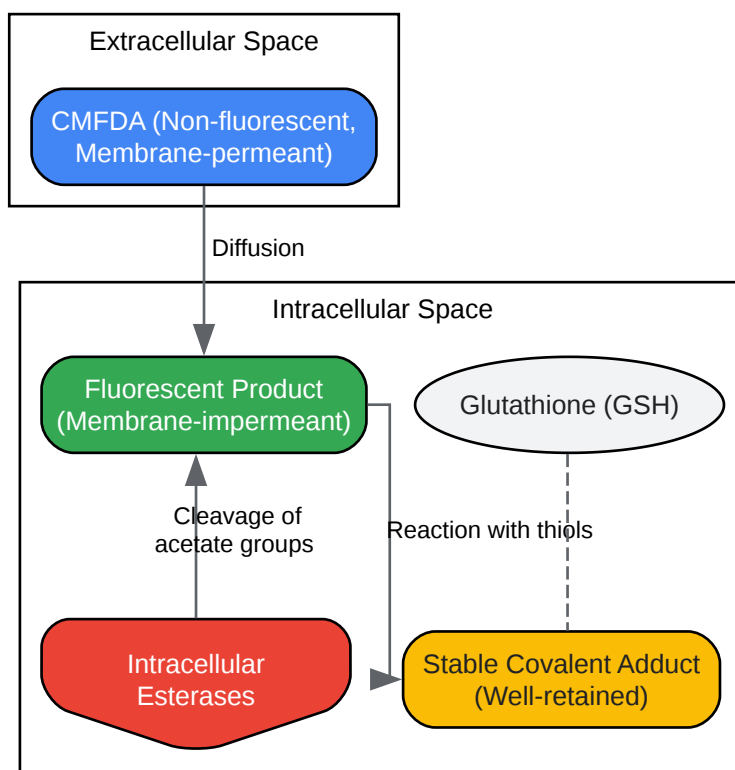 Extracellular Space
CMFDA (Non-fluorescent,
Membrane-permeant)
Diffusion
Intracellular Space
Fluorescent Product
(Membrane-impermeant)
Glutathione (GSH)
Cleavage of
acetate groups
Reaction with thiols
Intracellular
Esterases
Stable Covalent Adduct
(Well-retained)